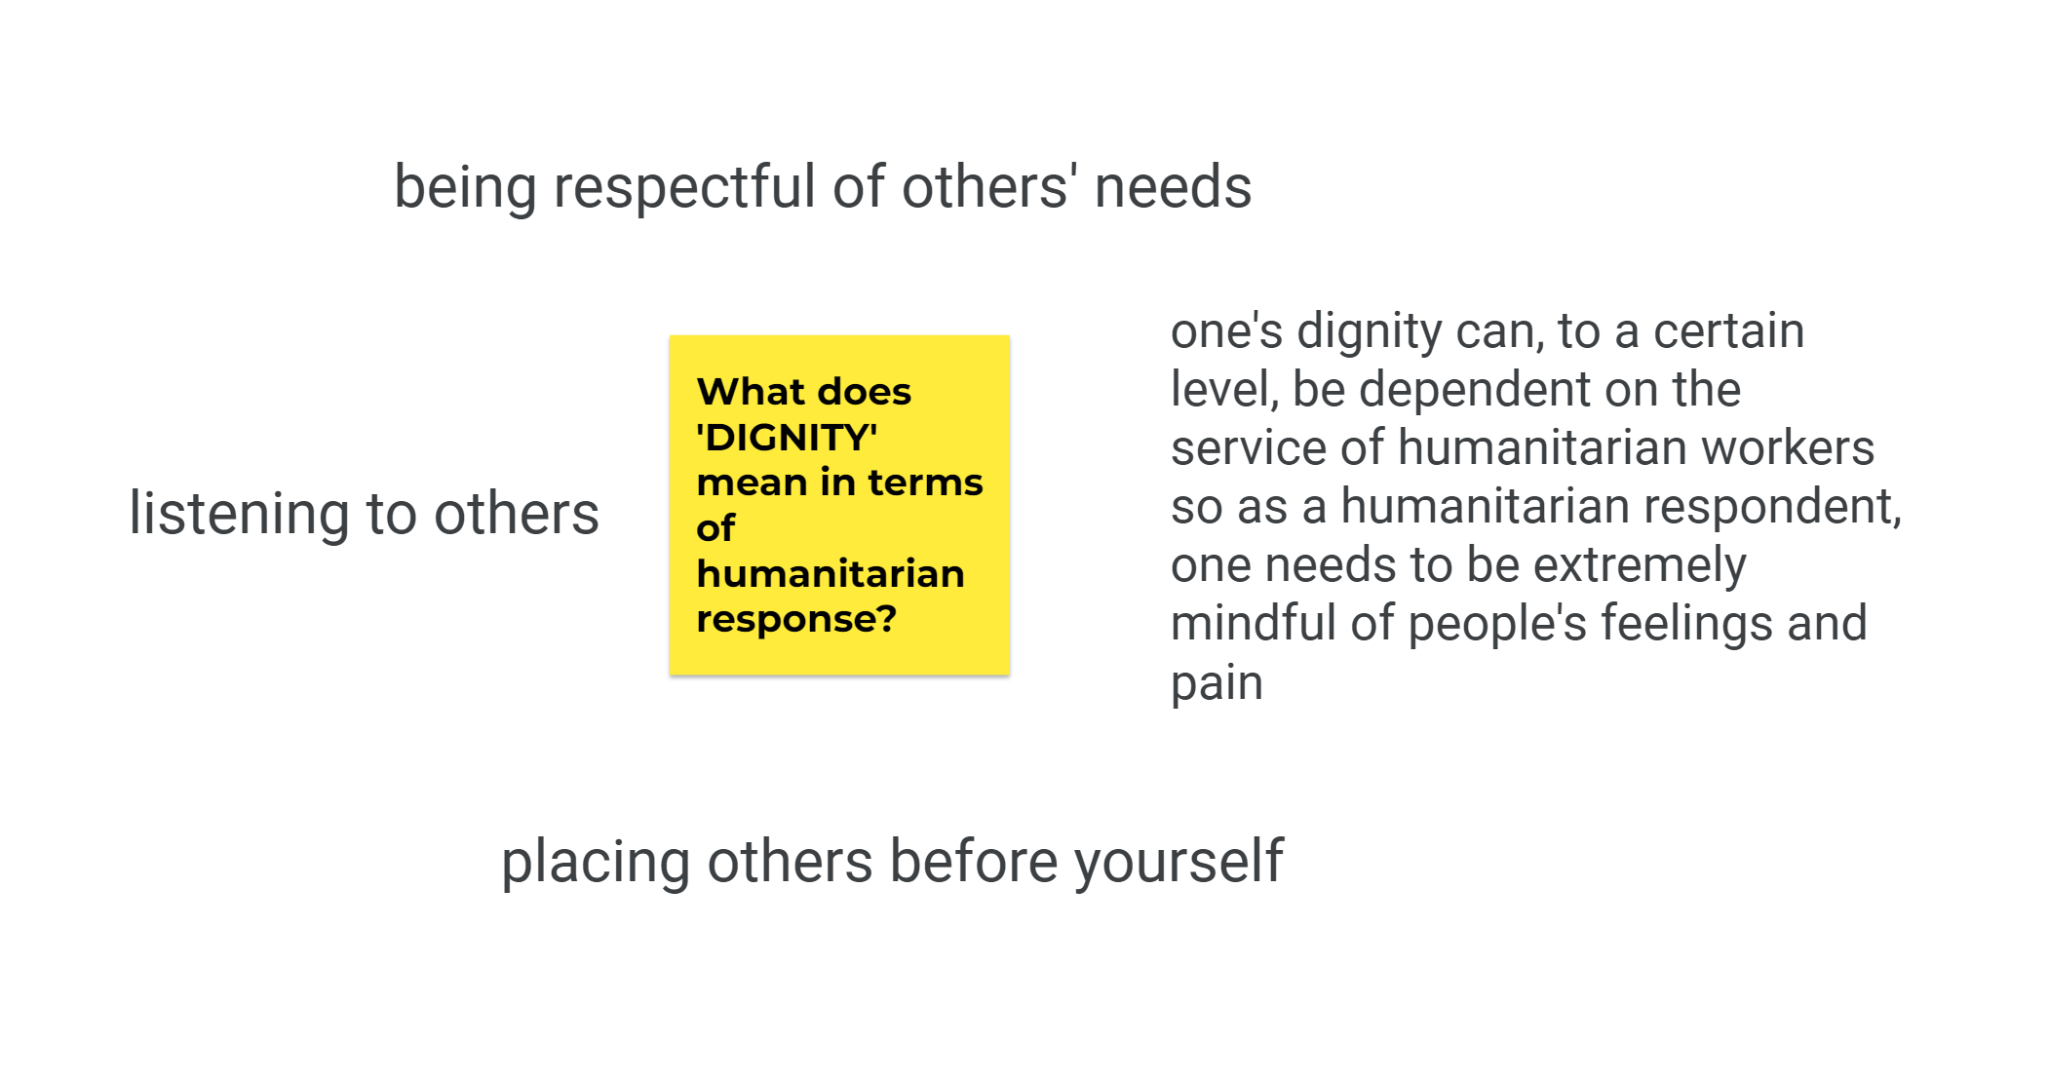 being respectful of others' needs
listening to others
What does
'DIGNITY'
mean in terms
of
humanitarian
response?
one's dignity can, to a certain
level, be dependent on the
service of humanitarian workers
so as a humanitarian respondent,
one needs to be extremely
mindful of people's feelings and
pain
placing others before yourself